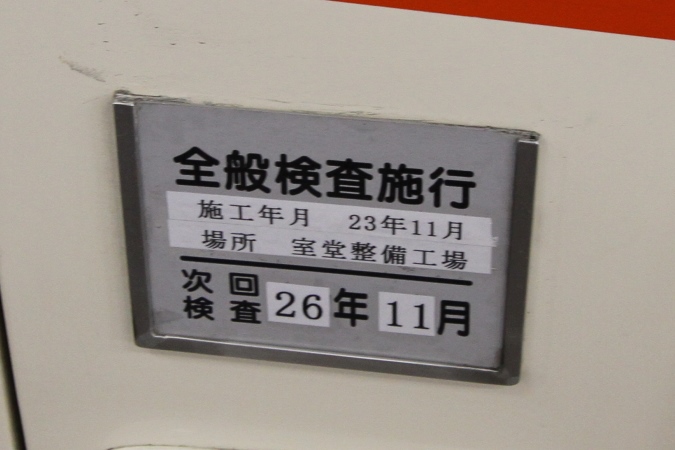 全般検査施行
施工年月 23年11月
場所 室堂整備工場
次回検査 26年11月